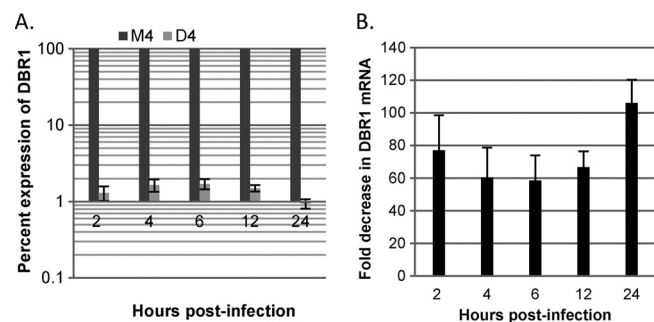 A.
M4 D4
Percent expression of DBR1
100
10
1
0.1
2 4 6 12 24
Hours post-infection
B.
Fold decrease in DBR1 mRNA
140
120
100
80
60
40
20
0
2 4 6 12 24
Hours post-infection